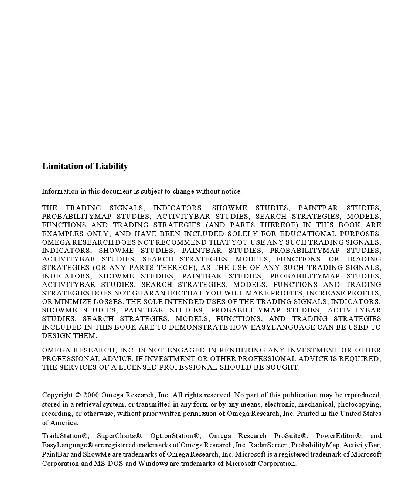 Limitation of Liability
Information in this document is subject to change without notice.
THE TRADING SIGNALS, INDICATORS, SHOWME STUDIES, PAINTBAR STUDIES,
PROBABILITYMAP STUDIES, ACTIVITYBAR STUDIES, SEARCH STRATEGIES, MODELS,
FUNCTIONS AND TRADING STRATEGIES (AND PARTS THEREOF) IN THIS BOOK ARE
EXAMPLES ONLY, AND HAVE BEEN INCLUDED SOLELY FOR EDUCATIONAL PURPOSES.
OMEGA RESEARCH DOES NOT RECOMMEND THAT YOU USE ANY SUCH TRADING SIGNALS,
INDICATORS, SHOWME STUDIES, PAINTBAR STUDIES, PROBABILITYMAP STUDIES,
ACTIVITYBAR STUDIES, SEARCH STRATEGIES, MODELS, FUNCTIONS OR TRADING
STRATEGIES (OR ANY PARTS THEREOF), AS THE USE OF ANY SUCH TRADING SIGNALS,
INDICATORS, SHOWME STUDIES, PAINTBAR STUDIES, PROBABILITYMAP STUDIES,
ACTIVITYBAR STUDIES, SEARCH STRATEGIES, MODELS, FUNCTIONS AND TRADING
STRATEGIES DOES NOT GUARANTEE THAT YOU WILL MAKE PROFITS, INCREASE PROFITS,
OR MINIMIZE LOSSES. THE SOLE INTENDED USES OF THE TRADING SIGNALS, INDICATORS,
SHOWME STUDIES, PAINTBAR STUDIES, PROBABILITYMAP STUDIES, ACTIVITYBAR
STUDIES, SEARCH STRATEGIES, MODELS, FUNCTIONS, AND TRADING STRATEGIES
INCLUDED IN THIS BOOK ARE TO DEMONSTRATE HOW EASYLANGUAGE CAN BE USED TO
DESIGN THEM.
OMEGA RESEARCH, INC. IS NOT ENGAGED IN RENDERING ANY INVESTMENT OR OTHER
PROFESSIONAL ADVICE. IF INVESTMENT OR OTHER PROFESSIONAL ADVICE IS REQUIRED,
THE SERVICES OF A LICENSED PROFESSIONAL SHOULD BE SOUGHT.
Copyright © 2000 Omega Research, Inc. All rights reserved. No part of this publication may be reproduced,
stored in a retrieval system, or transmitted in any form or by any means, electronic, mechanical, photocopying,
recording, or otherwise, without prior written permission of Omega Research, Inc. Printed in the United States
of America.
TradeStation®, SuperCharts®, OptionStation®, Omega Research ProSuite®, PowerEditor®, and
EasyLanguage® are registered trademarks of Omega Research, Inc. RadarScreen, ProbabilityMap, ActivityBar,
PaintBar and ShowMe are trademarks of Omega Research, Inc. Microsoft is a registered trademark of Microsoft
Corporation and MS-DOS and Windows are trademarks of Microsoft Corporation.